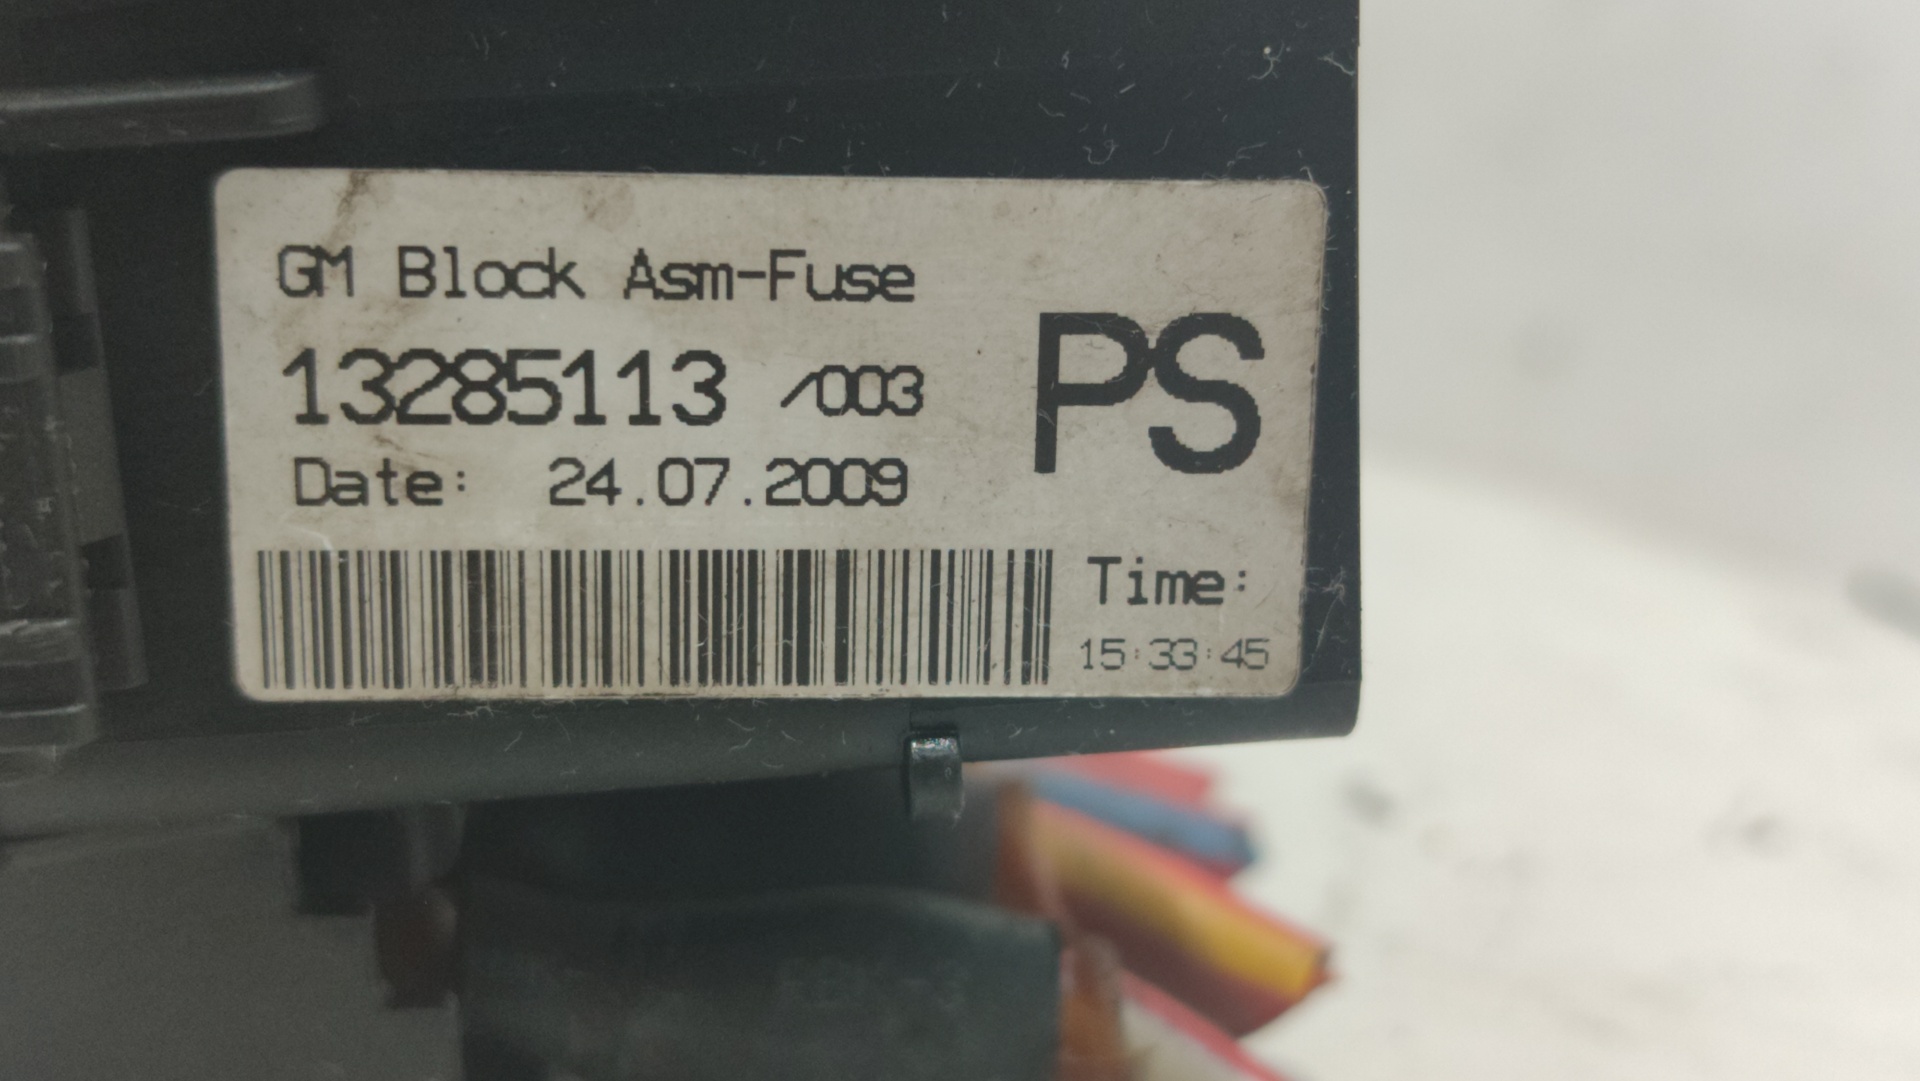 GM Block Asm-Fuse
13285113 /003
PS
Date: 24.07.2009
Time:
15:33:45